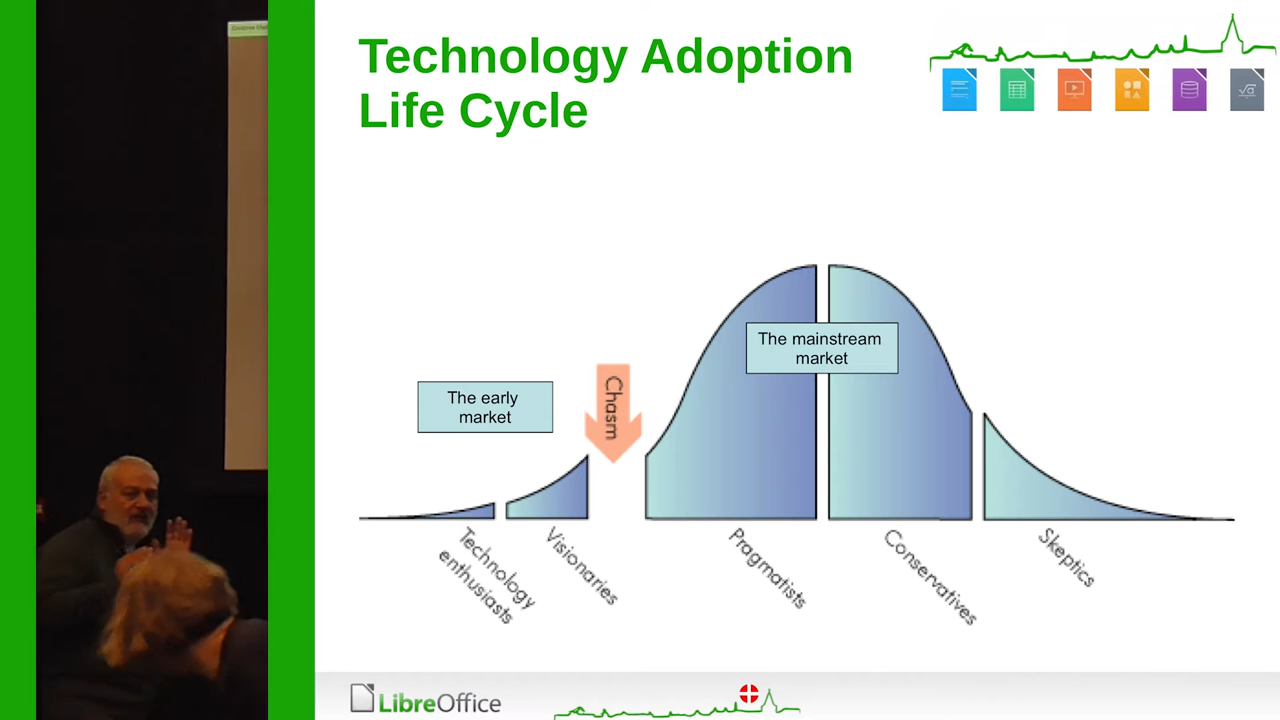 Technology Adoption
Life Cycle
The mainstream
market
The early
market
Chasm
Technology
enthusiasts
Visionaries
Pragmatists
Conservatives
Skeptics
LibreOffice